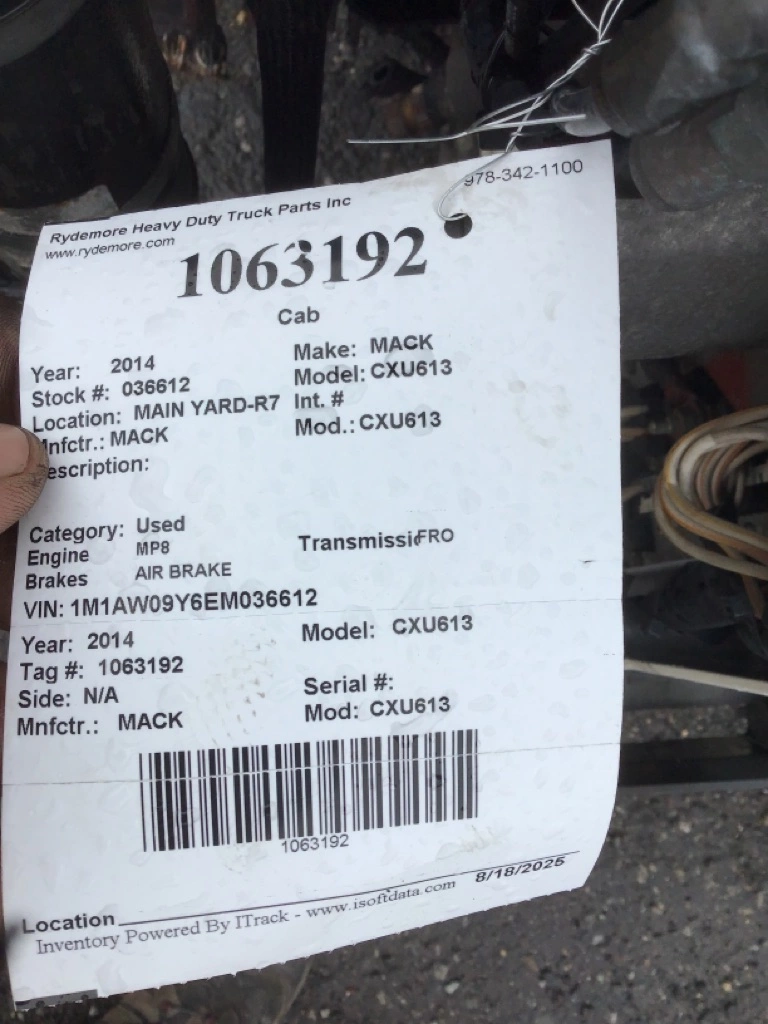 Rydemore Heavy Duty Truck Parts Inc
978-342-1100
www.rydemore.com
1063192
Cab
Year: 2014 Make: MACK
Stock #: 036612 Model: CXU613
Location: MAIN YARD-R7 Int. #
Mnfctr.: MACK Mod.: CXU613
escription:
Category: Used
Engine MP8 Transmissi FRO
Brakes AIR BRAKE
VIN: 1M1AW09Y6EM036612
Year: 2014 Model: CXU613
Tag #: 1063192
Side: N/A Serial #:
Mnfctr.: MACK Mod: CXU613
1063192
Location 8/18/2025
Inventory Powered By ITrack - www.isoftdata.com